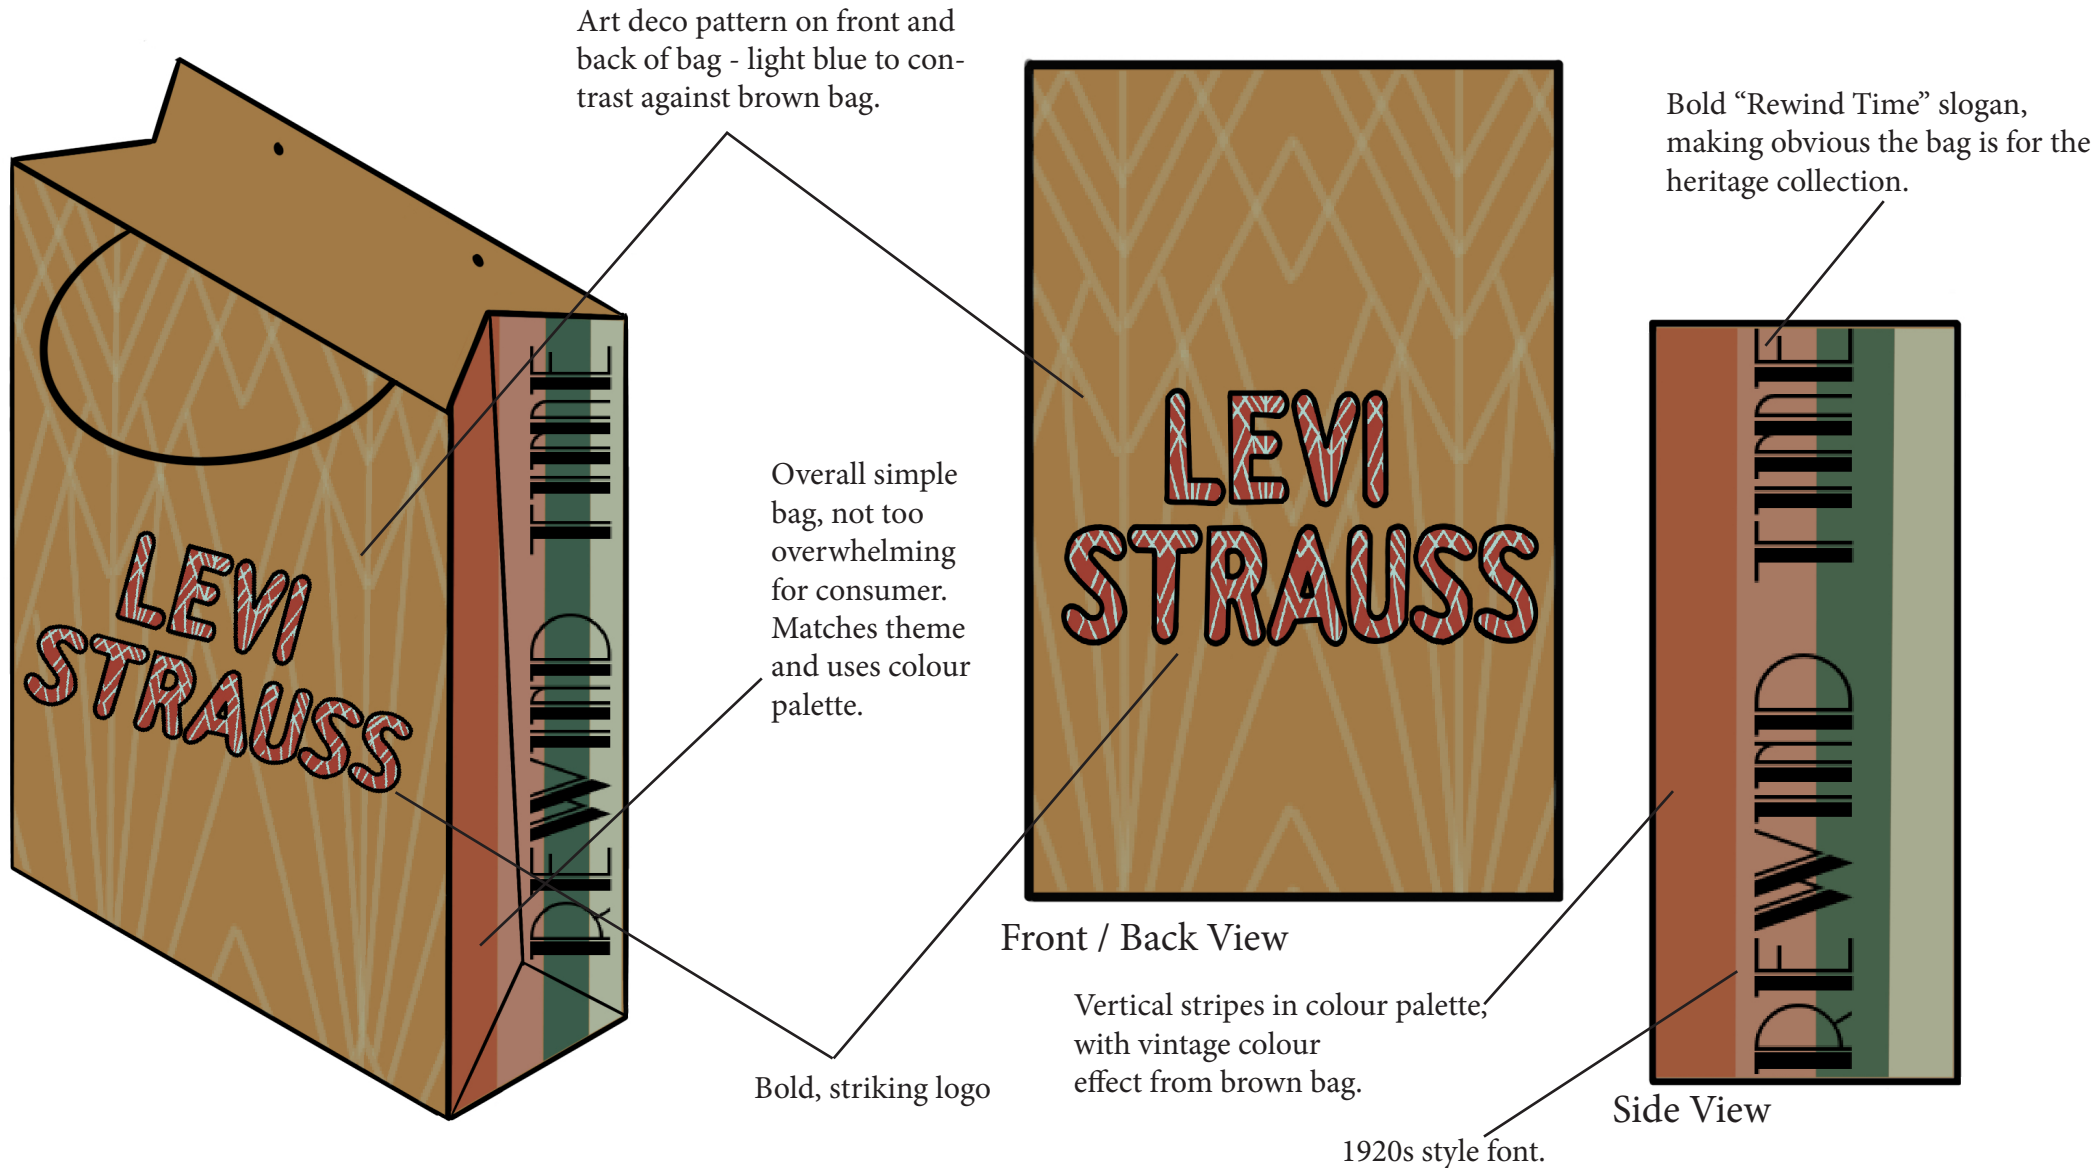 Art deco pattern on front and
back of bag - light blue to con-
trast against brown bag.
Bold “Rewind Time” slogan,
making obvious the bag is for the
heritage collection.
LEVI
STRAUSS
REWIND TIME
Overall simple
bag, not too
overwhelming
for consumer.
Matches theme
and uses colour
palette.
LEVI
STRAUSS
REWIND TIME
Front / Back View
Vertical stripes in colour palette,
with vintage colour
effect from brown bag.
Bold, striking logo
Side View
1920s style font.